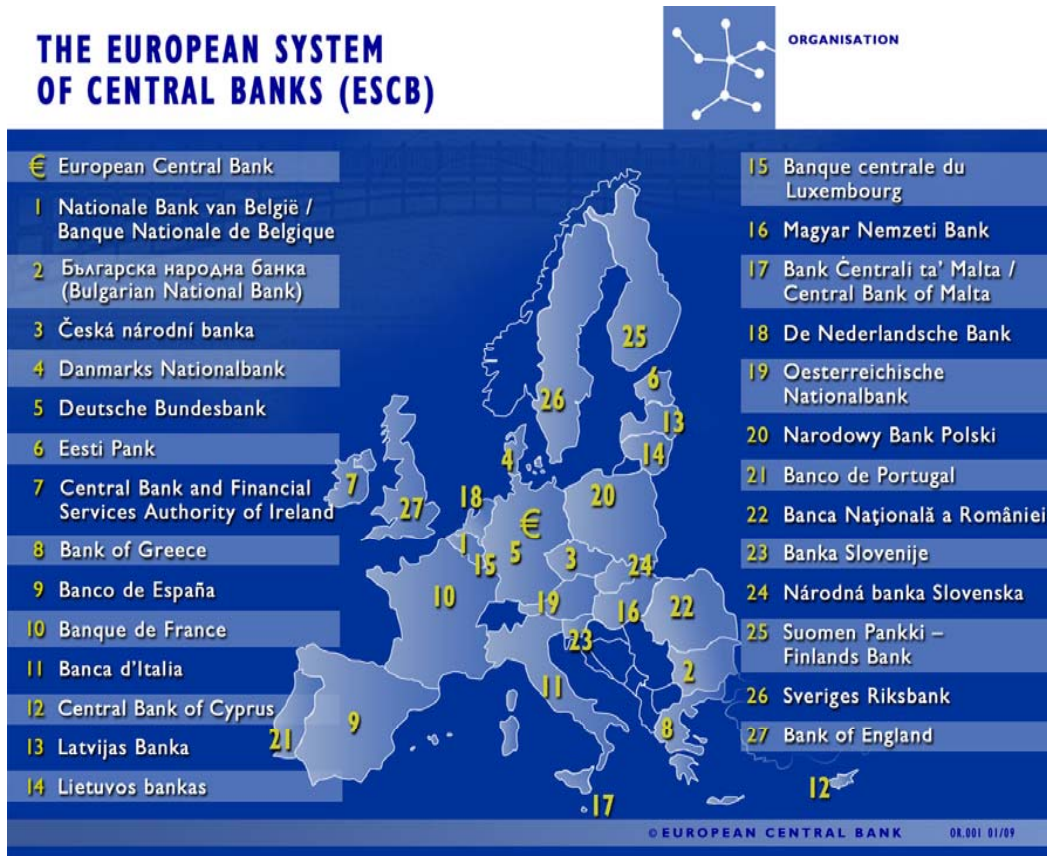 THE EUROPEAN SYSTEM
OF CENTRAL BANKS (ESCB)
ORGANISATION
€ European Central Bank
1 Nationale Bank van België /
Banque Nationale de Belgique
2 Българска народна банка
(Bulgarian National Bank)
3 Česká národní banka
4 Danmarks Nationalbank
5 Deutsche Bundesbank
6 Eesti Pank
7 Central Bank and Financial
Services Authority of Ireland
8 Bank of Greece
9 Banco de España
10 Banque de France
11 Banca d'Italia
12 Central Bank of Cyprus
13 Latvijas Banka
14 Lietuvos bankas
25
6
26
13
14
4
7
18
27
20
€
1
5
3
15
24
10
19
16
22
23
2
11
9
21
8
12
17
15 Banque centrale du
Luxembourg
16 Magyar Nemzeti Bank
17 Bank Ċentrali ta' Malta /
Central Bank of Malta
18 De Nederlandsche Bank
19 Oesterreichische
Nationalbank
20 Narodowy Bank Polski
21 Banco de Portugal
22 Banca Naţională a României
23 Banka Slovenije
24 Národná banka Slovenska
25 Suomen Pankki –
Finlands Bank
26 Sveriges Riksbank
27 Bank of England
© EUROPEAN CENTRAL BANK OR.001 01/09